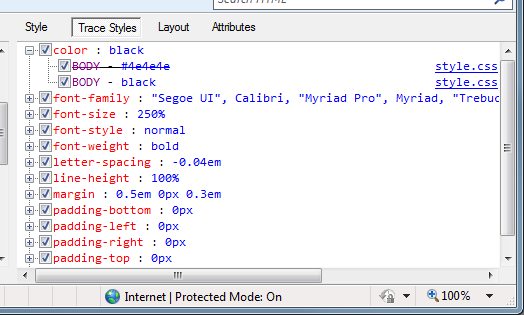 Style Trace Styles Layout Attributes
color : black
BODY - #4e4e4e style.css
BODY - black style.css
font-family : "Segoe UI", Calibri, "Myriad Pro", Myriad, "Trebuc
font-size : 250%
font-style : normal
font-weight : bold
letter-spacing : -0.04em
line-height : 100%
margin : 0.5em 0px 0.3em
padding-bottom : 0px
padding-left : 0px
padding-right : 0px
padding-top : 0px
Internet | Protected Mode: On 100%